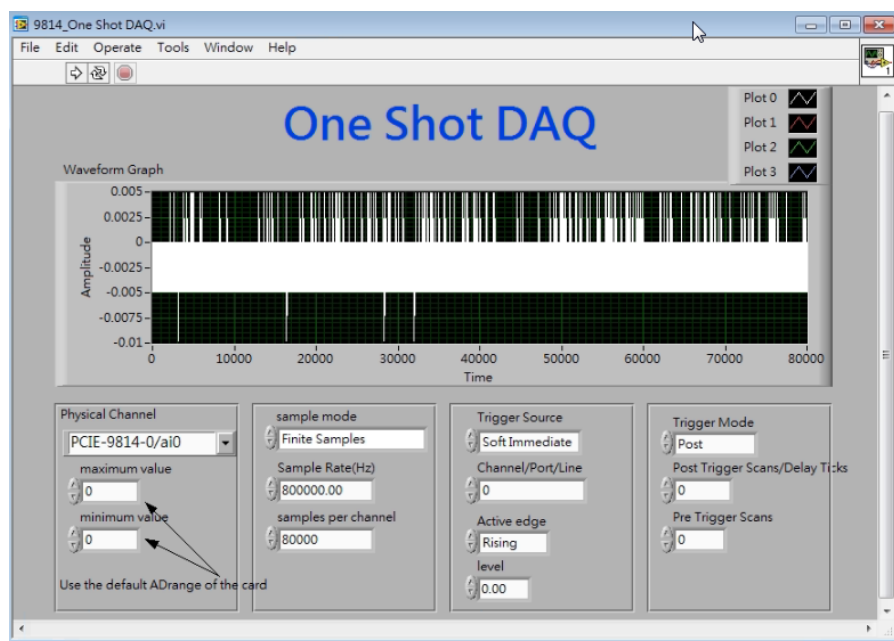 9814_One Shot DAQ.vi
File Edit Operate Tools Window Help
1
One Shot DAQ
Plot 0
Plot 1
Plot 2
Plot 3
Waveform Graph
Amplitude
0.005
0.0025
0
-0.0025
-0.005
-0.0075
-0.01
0 10000 20000 30000 40000 50000 60000 70000 80000
Time
Physical Channel
PCIE-9814-0/ai0
maximum value
0
minimum value
0
Use the default ADrange of the card
sample mode
Finite Samples
Sample Rate(Hz)
800000.00
samples per channel
80000
Trigger Source
Soft Immediate
Channel/Port/Line
0
Active edge
Rising
level
0.00
Trigger Mode
Post
Post Trigger Scans/Delay Ticks
0
Pre Trigger Scans
0